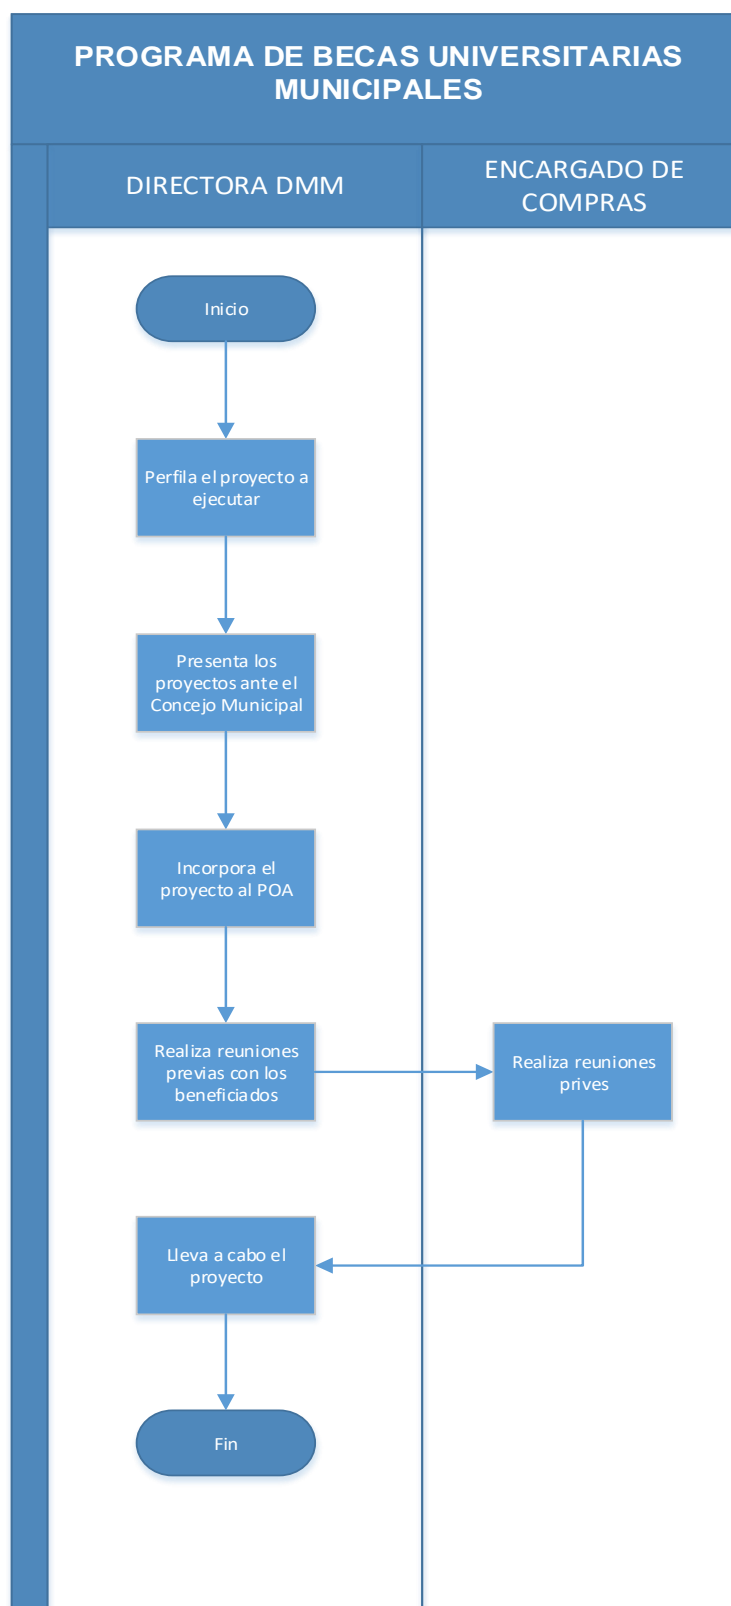 PROGRAMA DE BECAS UNIVERSITARIAS
MUNICIPALES
DIRECTORA DMM
ENCARGADO DE
COMPRAS
Inicio
Perfila el proyecto a
ejecutar
Presenta los
proyectos ante el
Concejo Municipal
Incorpora el
proyecto al POA
Realiza reuniones
previas con los
beneficiados
Realiza reuniones
prives
Lleva a cabo el
proyecto
Fin